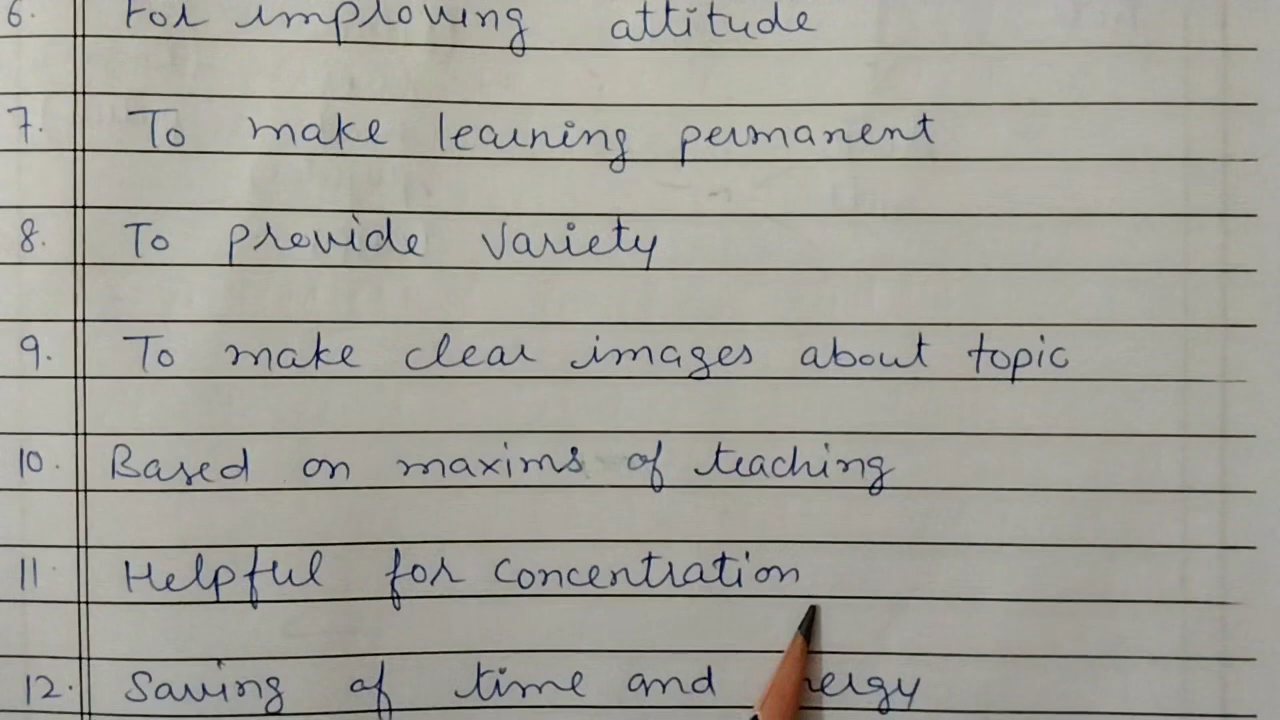 6. For improving attitude
7. To make learning permanent
8. To provide variety
9. To make clear images about topic
10. Based on maxims of teaching
11. Helpful for concentration
12. Saving of time and